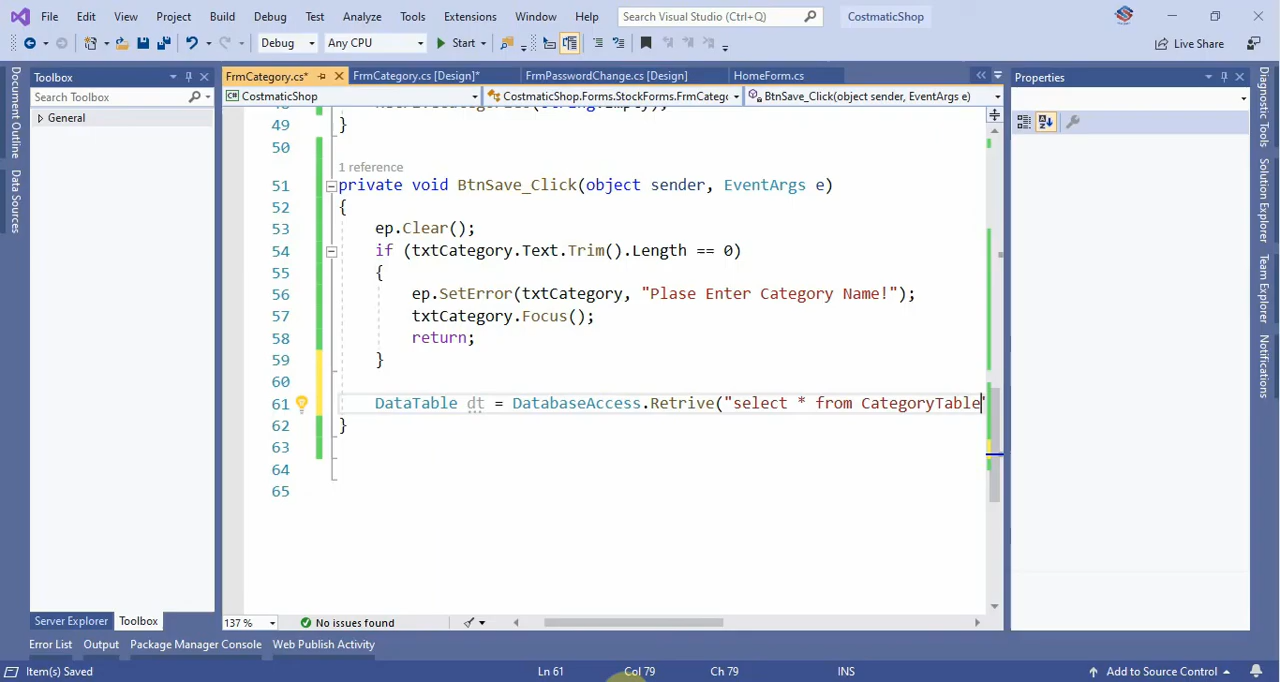 File Edit View Project Build Debug Test Analyze Tools Extensions Window Help Search Visual Studio (Ctrl+Q) CostmaticShop
Debug Any CPU Start Live Share
Toolbox
FrmCategory.cs* FrmCategory.cs [Design]* FrmPasswordChange.cs [Design] HomeForm.cs
Properties
Search Toolbox
CostmaticShop CostmaticShop.Forms.StockForms.FrmCateg BtnSave_Click(object sender, EventArgs e)
General
Document Outline
Data Sources
Diagnostic Tools
Solution Explorer
Team Explorer
Notifications
49 }
50
1 reference
51 private void BtnSave_Click(object sender, EventArgs e)
52 {
53 ep.Clear();
54 if (txtCategory.Text.Trim().Length == 0)
55 {
56 ep.SetError(txtCategory, "Plase Enter Category Name!");
57 txtCategory.Focus();
58 return;
59 }
60
61 DataTable dt = DatabaseAccess.Retrive("select * from CategoryTable"
62 }
63
64
65
Server Explorer Toolbox
137 % No issues found
Error List Output Package Manager Console Web Publish Activity
Item(s) Saved Ln 61 Col 79 Ch 79 INS Add to Source Control